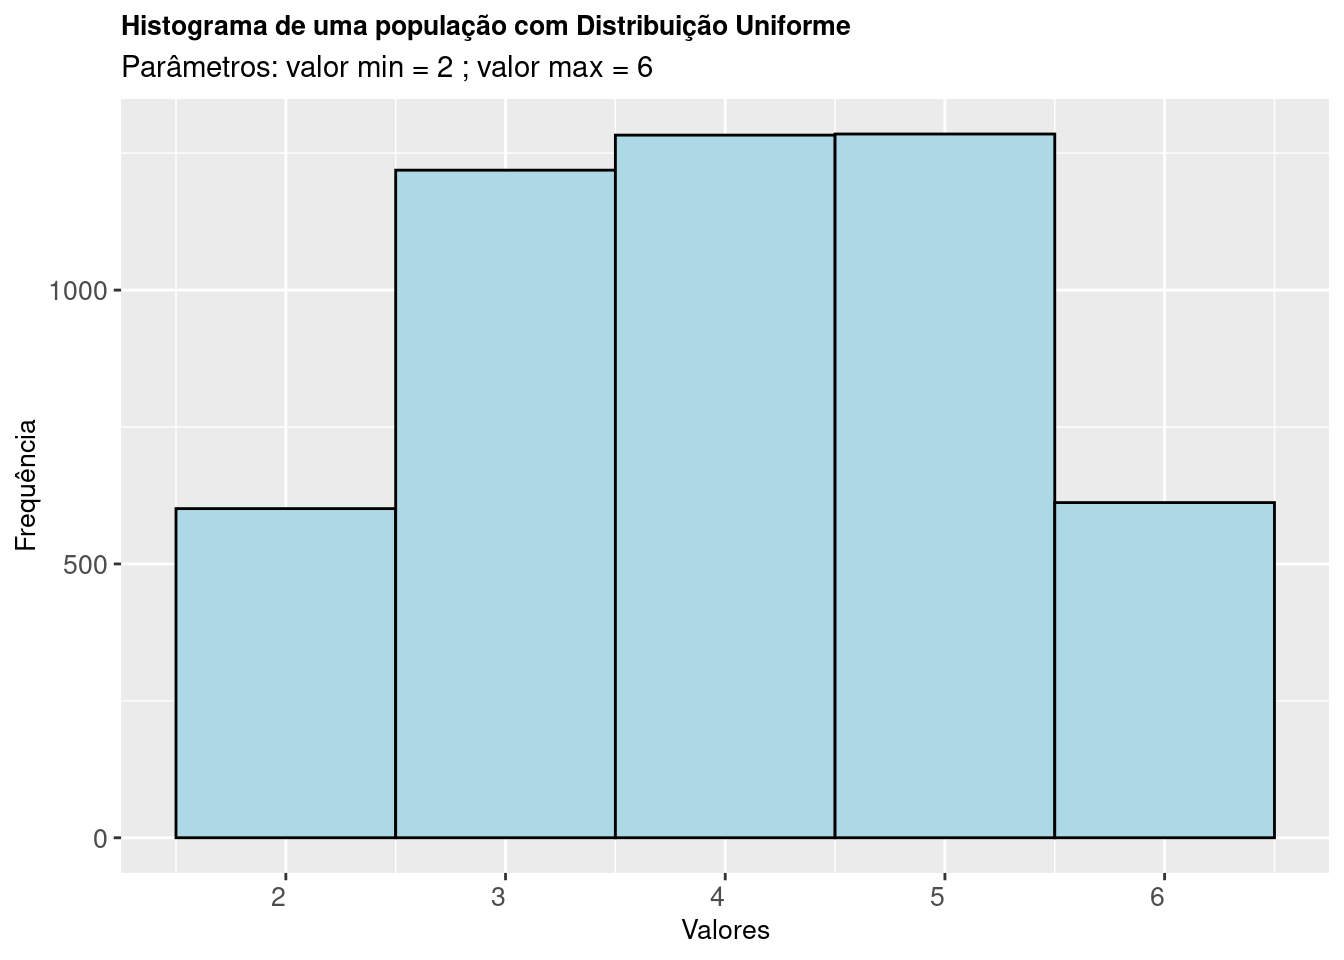 Histograma de uma população com Distribuição Uniforme
Parâmetros: valor min = 2 ; valor max = 6
Frequência
1000
500
0
2 3 4 5 6
Valores